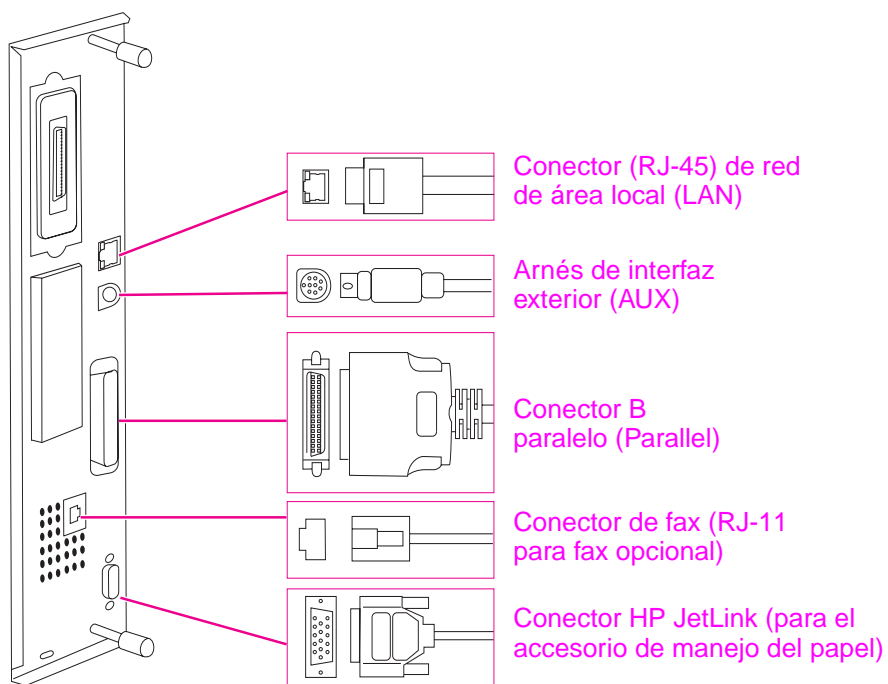 Conector (RJ-45) de red
de área local (LAN)
Arnés de interfaz
exterior (AUX)
Conector B
paralelo (Parallel)
Conector de fax (RJ-11
para fax opcional)
Conector HP JetLink (para el
accesorio de manejo del papel)